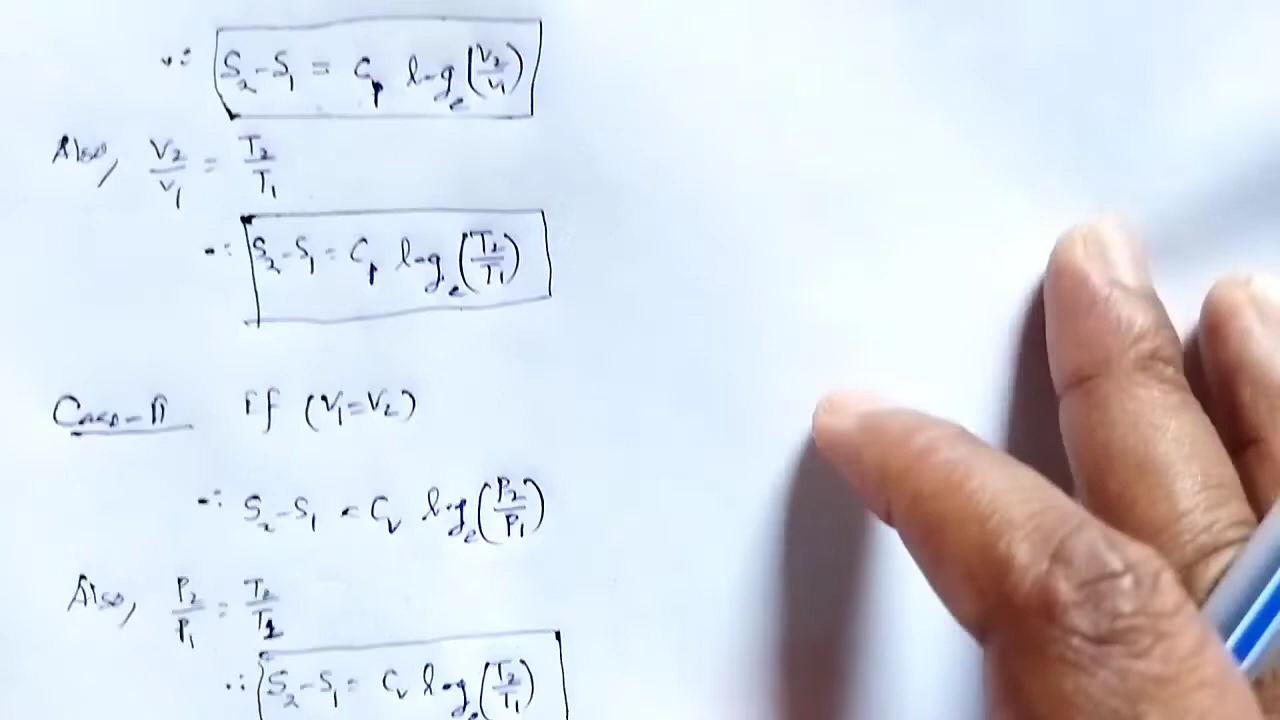 ∴ S₂-S₁ = Cp logₑ(V₂/V₁)
Also, V₂/V₁ = T₂/T₁
∴ S₂-S₁ = Cp logₑ(T₂/T₁)
Case-II If (V₁=V₂)
∴ S₂-S₁ = Cv logₑ(P₂/P₁)
Also, P₂/P₁ = T₂/T₁
∴ S₂-S₁ = Cv logₑ(T₂/T₁)